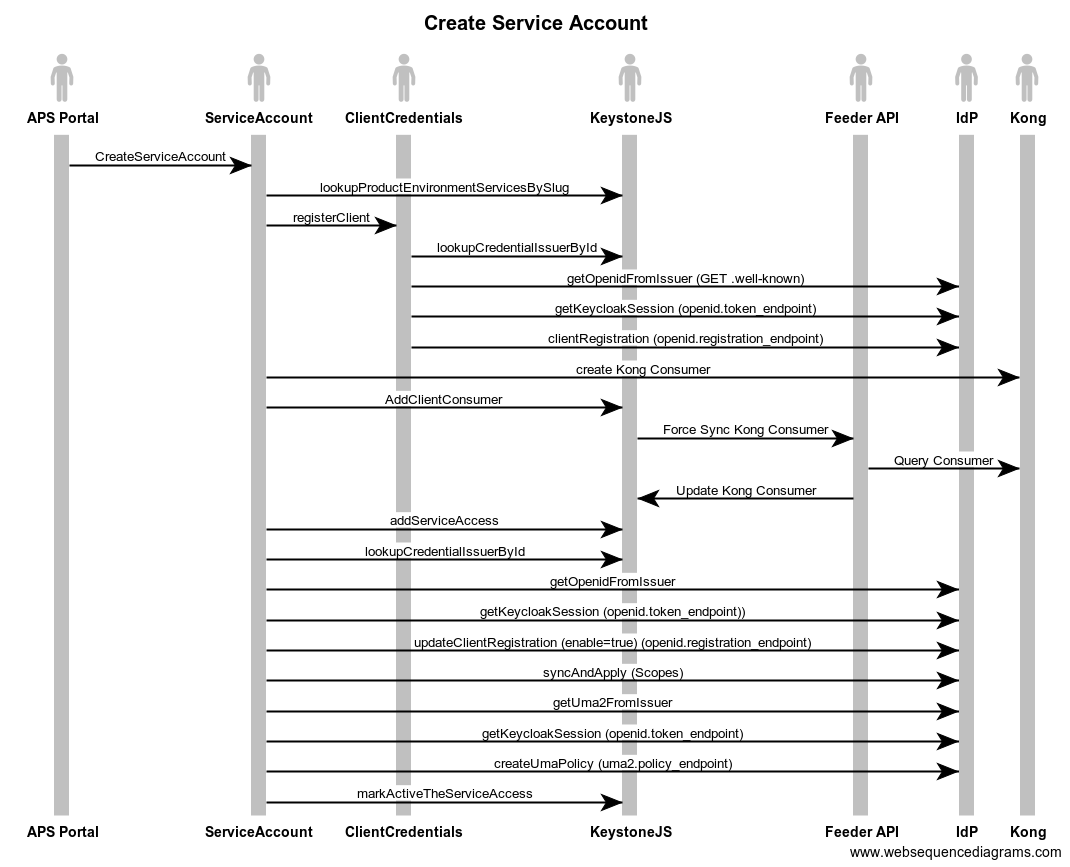 Create Service Account
APS Portal
ServiceAccount
ClientCredentials
KeystoneJS
Feeder API
IdP
Kong
CreateServiceAccount
lookupProductEnvironmentServicesBySlug
registerClient
lookupCredentialIssuerById
getOpenidFromIssuer (GET .well-known)
getKeycloakSession (openid.token_endpoint)
clientRegistration (openid.registration_endpoint)
create Kong Consumer
AddClientConsumer
Force Sync Kong Consumer
Query Consumer
Update Kong Consumer
addServiceAccess
lookupCredentialIssuerById
getOpenidFromIssuer
getKeycloakSession (openid.token_endpoint))
updateClientRegistration (enable=true) (openid.registration_endpoint)
syncAndApply (Scopes)
getUma2FromIssuer
getKeycloakSession (openid.token_endpoint)
createUmaPolicy (uma2.policy_endpoint)
markActiveTheServiceAccess
APS Portal
ServiceAccount
ClientCredentials
KeystoneJS
Feeder API
IdP
Kong
www.websequencediagrams.com